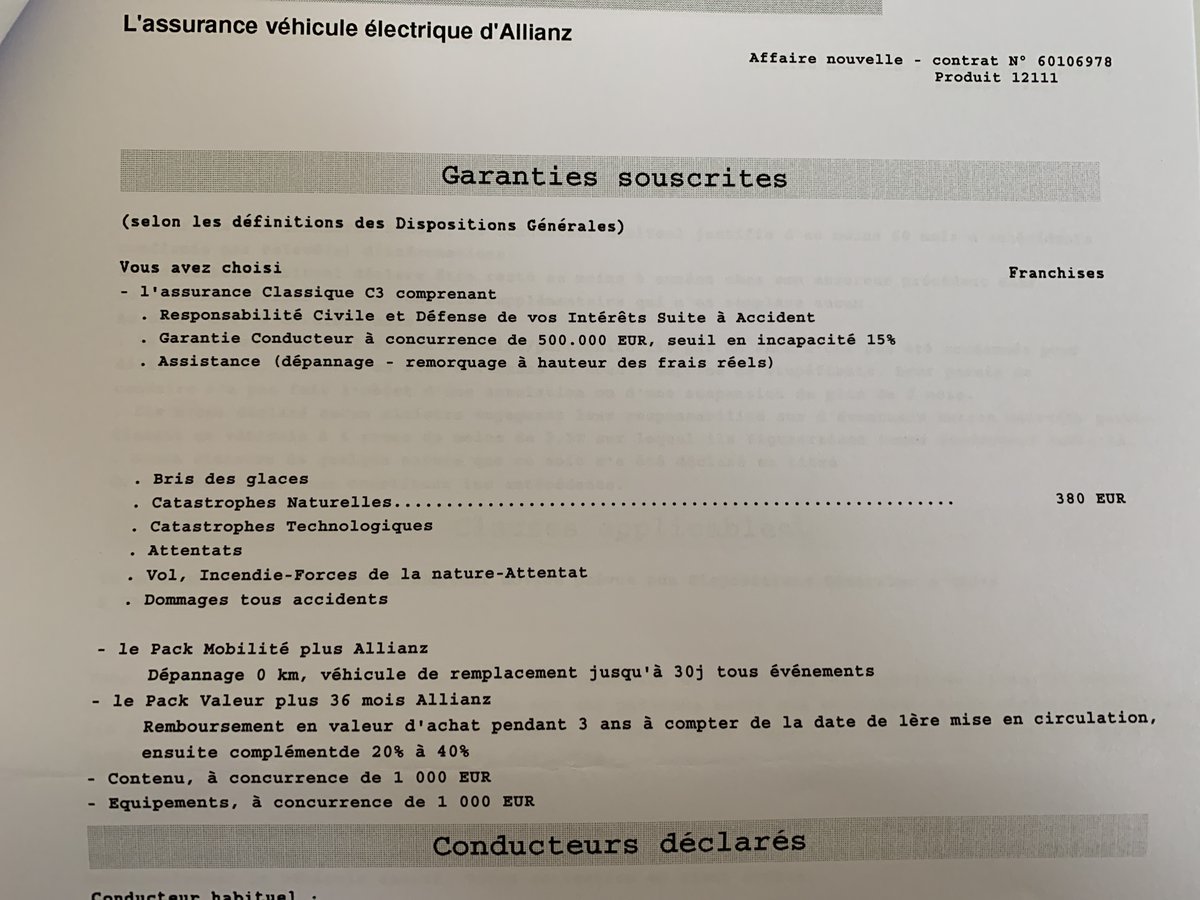 L'assurance véhicule électrique d'Allianz
Affaire nouvelle - contrat N° 60106978
Produit 12111
Garanties souscrites
(selon les définitions des Dispositions Générales)
Vous avez choisi Franchises
- l'assurance Classique C3 comprenant
. Responsabilité Civile et Défense de vos Intérêts Suite à Accident
. Garantie Conducteur à concurrence de 500.000 EUR, seuil en incapacité 15%
. Assistance (dépannage - remorquage à hauteur des frais réels)
. Bris des glaces
. Catastrophes Naturelles..................................................... 380 EUR
. Catastrophes Technologiques
. Attentats
. Vol, Incendie-Forces de la nature-Attentat
. Dommages tous accidents
- le Pack Mobilité plus Allianz
Dépannage 0 km, véhicule de remplacement jusqu'à 30j tous événements
- le Pack Valeur plus 36 mois Allianz
Remboursement en valeur d'achat pendant 3 ans à compter de la date de 1ère mise en circulation,
ensuite complémentde 20% à 40%
- Contenu, à concurrence de 1 000 EUR
- Equipements, à concurrence de 1 000 EUR
Conducteurs déclarés
Conducteur habituel :